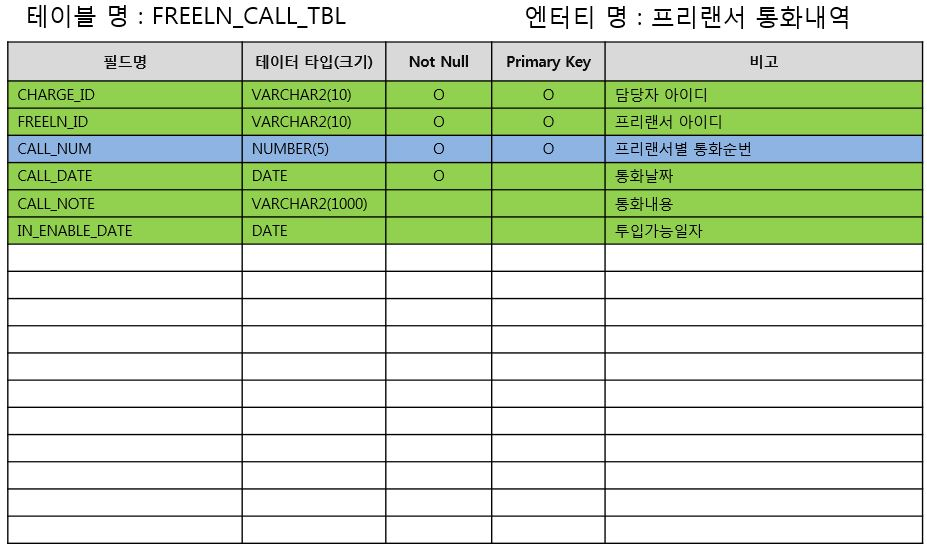 테이블 명 : FREELN_CALL_TBL 엔터티 명 : 프리랜서 통화내역
필드명 데이터 타입(크기) Not Null Primary Key 비고
CHARGE_ID VARCHAR2(10) O O 담당자 아이디
FREELN_ID VARCHAR2(10) O O 프리랜서 아이디
CALL_NUM NUMBER(5) O O 프리랜서별 통화순번
CALL_DATE DATE O 통화날짜
CALL_NOTE VARCHAR2(1000) 통화내용
IN_ENABLE_DATE DATE 투입가능일자